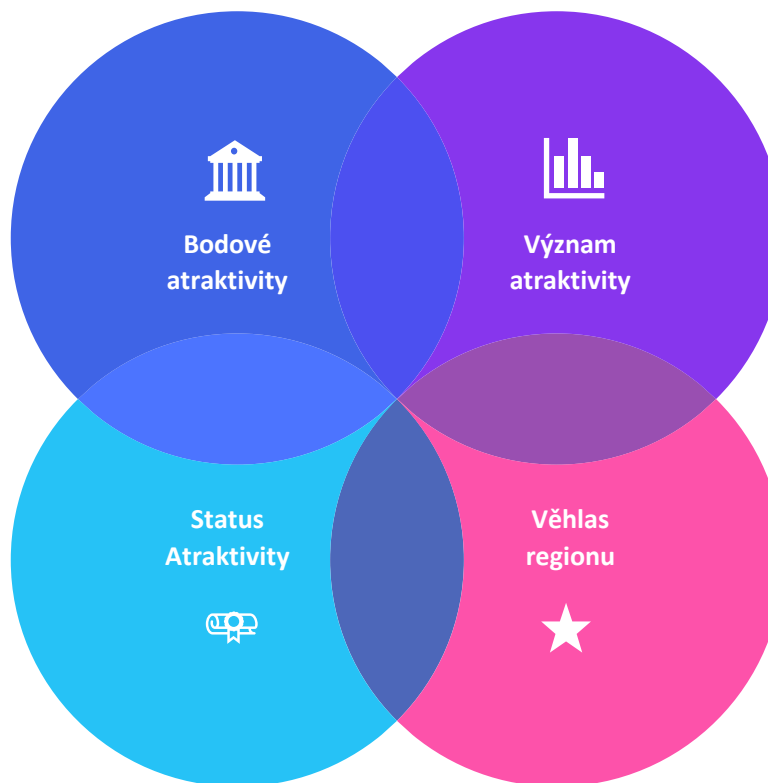 Bodové
atraktivity
Význam
atraktivity
Status
Atraktivity
Věhlas
regionu